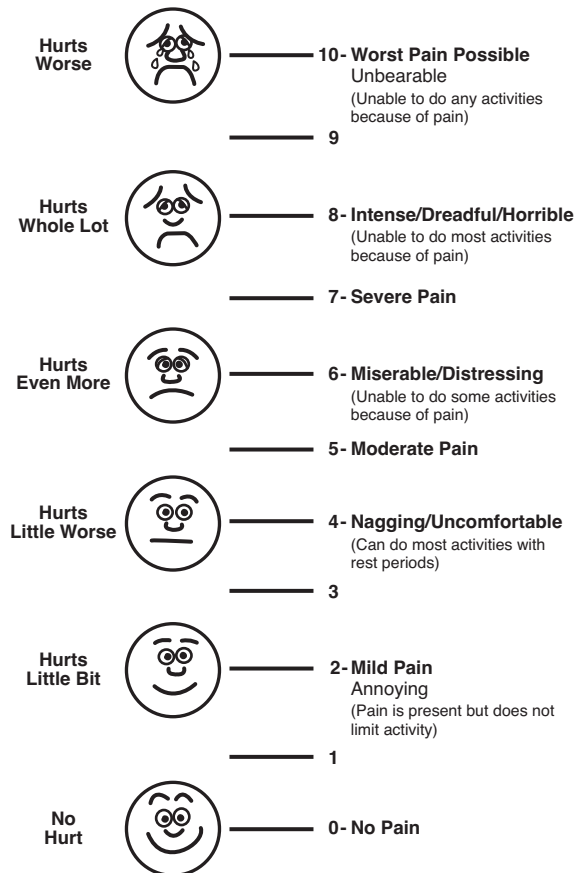 Hurts
Worse
10- Worst Pain Possible
Unbearable
(Unable to do any activities
because of pain)
9
Hurts
Whole Lot
8- Intense/Dreadful/Horrible
(Unable to do most activities
because of pain)
7- Severe Pain
Hurts
Even More
6- Miserable/Distressing
(Unable to do some activities
because of pain)
5- Moderate Pain
Hurts
Little Worse
4- Nagging/Uncomfortable
(Can do most activities with
rest periods)
3
Hurts
Little Bit
2- Mild Pain
Annoying
(Pain is present but does not
limit activity)
1
No
Hurt
0- No Pain